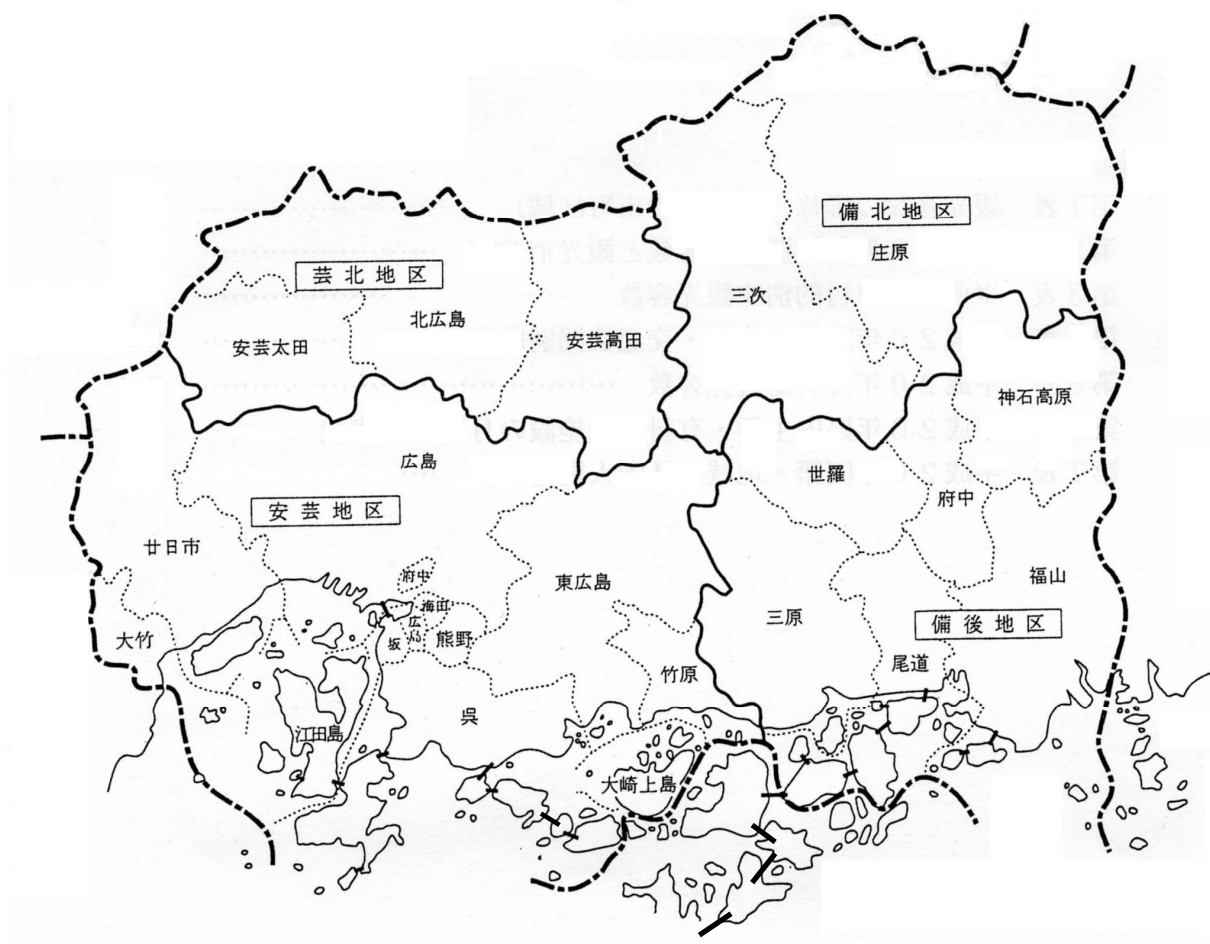 備北地区
庄原
三次
芸北地区
北広島
安芸太田
安芸高田
神石高原
広島
世羅
府中
安芸地区
廿日市
東広島
福山
府中
海田
広島
坂
熊野
三原
備後地区
大竹
尾道
竹原
呉
江田島
大崎上島